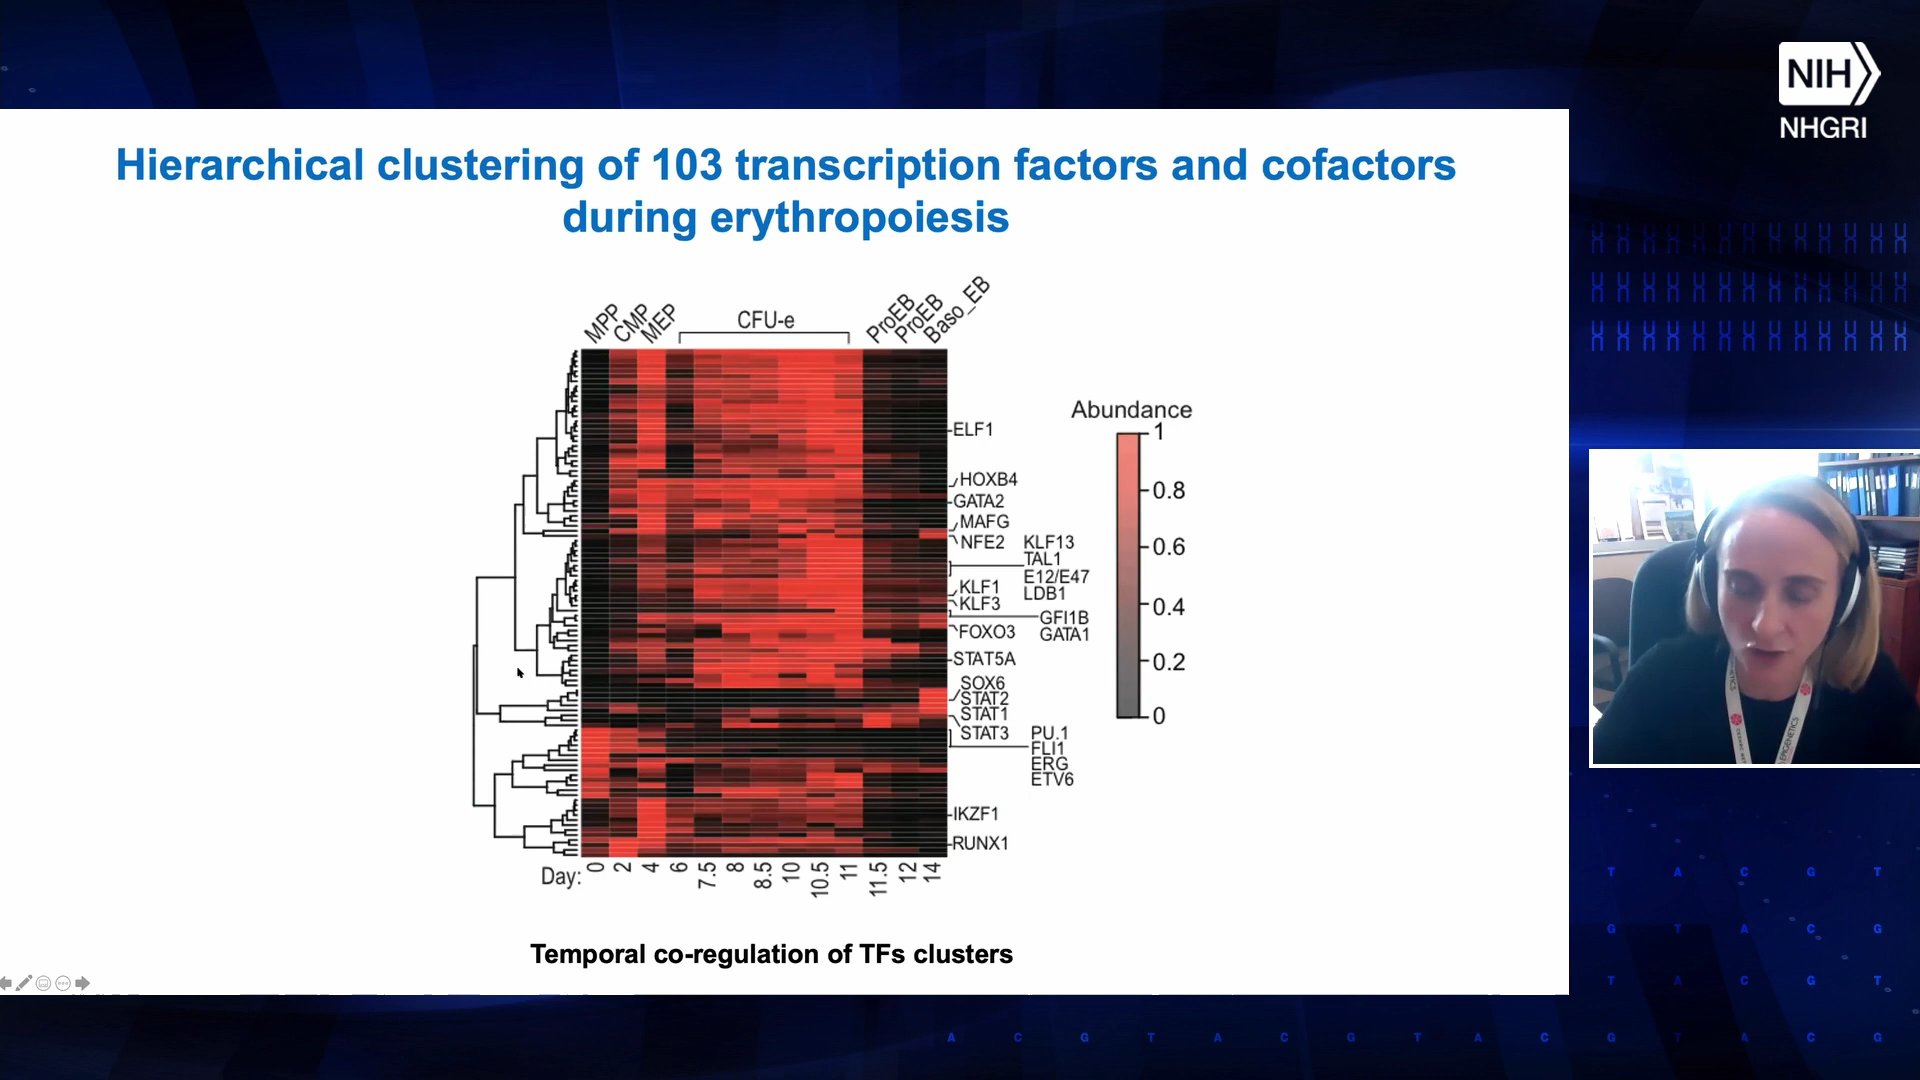 NIH
NHGRI
Hierarchical clustering of 103 transcription factors and cofactors
during erythropoiesis
MPP
CMP
MEP
CFU-e
ProEB
ProEB
Baso_EB
ELF1
HOXB4
GATA2
MAFG
NFE2
KLF13
TAL1
E12/E47
LDB1
KLF1
KLF3
GFI1B
GATA1
FOXO3
STAT5A
SOX6
STAT2
STAT1
STAT3
PU.1
FLI1
ERG
ETV6
IKZF1
RUNX1
Abundance
1
0.8
0.6
0.4
0.2
0
Day: 0 2 4 6 7.5 8 8.5 10 10.5 11 11.5 12 14
Temporal co-regulation of TFs clusters
T A C G T
G T A C G
T A C G T
A C G T A C G T A C G T A C G